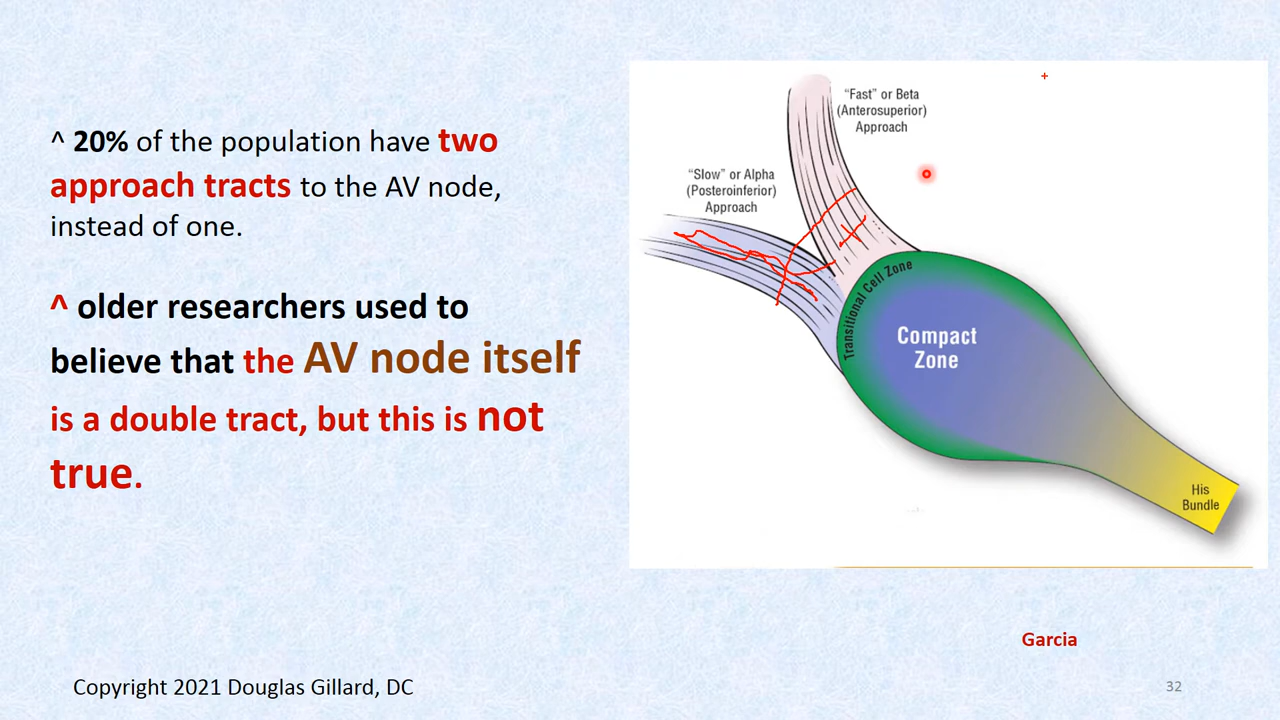 ^ 20% of the population have two
approach tracts to the AV node,
instead of one.
^ older researchers used to
believe that the AV node itself
is a double tract, but this is not
true.
"Fast" or Beta
(Anterosuperior)
Approach
"Slow" or Alpha
(Posteroinferior)
Approach
Transitional Cell Zone
Compact
Zone
His
Bundle
Garcia
Copyright 2021 Douglas Gillard, DC
32